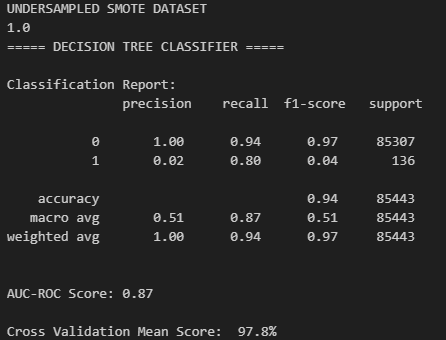 UNDERSAMPLED SMOTE DATASET
1.0
===== DECISION TREE CLASSIFIER =====
Classification Report:
precision recall f1-score support
0 1.00 0.94 0.97 85307
1 0.02 0.80 0.04 136
accuracy 0.94 85443
macro avg 0.51 0.87 0.51 85443
weighted avg 1.00 0.94 0.97 85443
AUC-ROC Score: 0.87
Cross Validation Mean Score: 97.8%